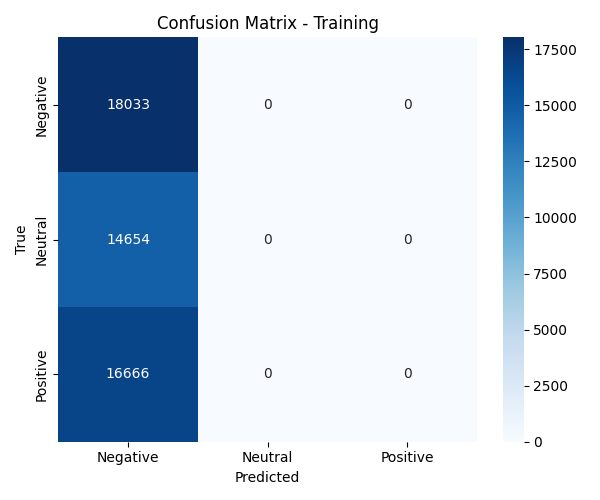 Confusion Matrix - Training
True
Negative
18033
0
0
Neutral
14654
0
0
Positive
16666
0
0
Negative
Neutral
Positive
Predicted
17500
15000
12500
10000
7500
5000
2500
0